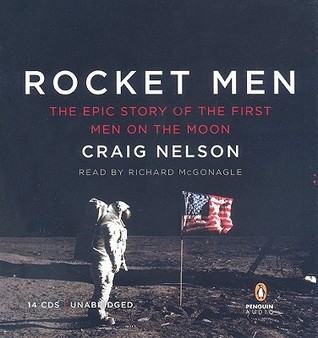 ROCKET MEN
THE EPIC STORY OF THE FIRST
MEN ON THE MOON
CRAIG NELSON
READ BY RICHARD McGONAGLE
14 CDS | UNABRIDGED
PENGUIN
AUDIO